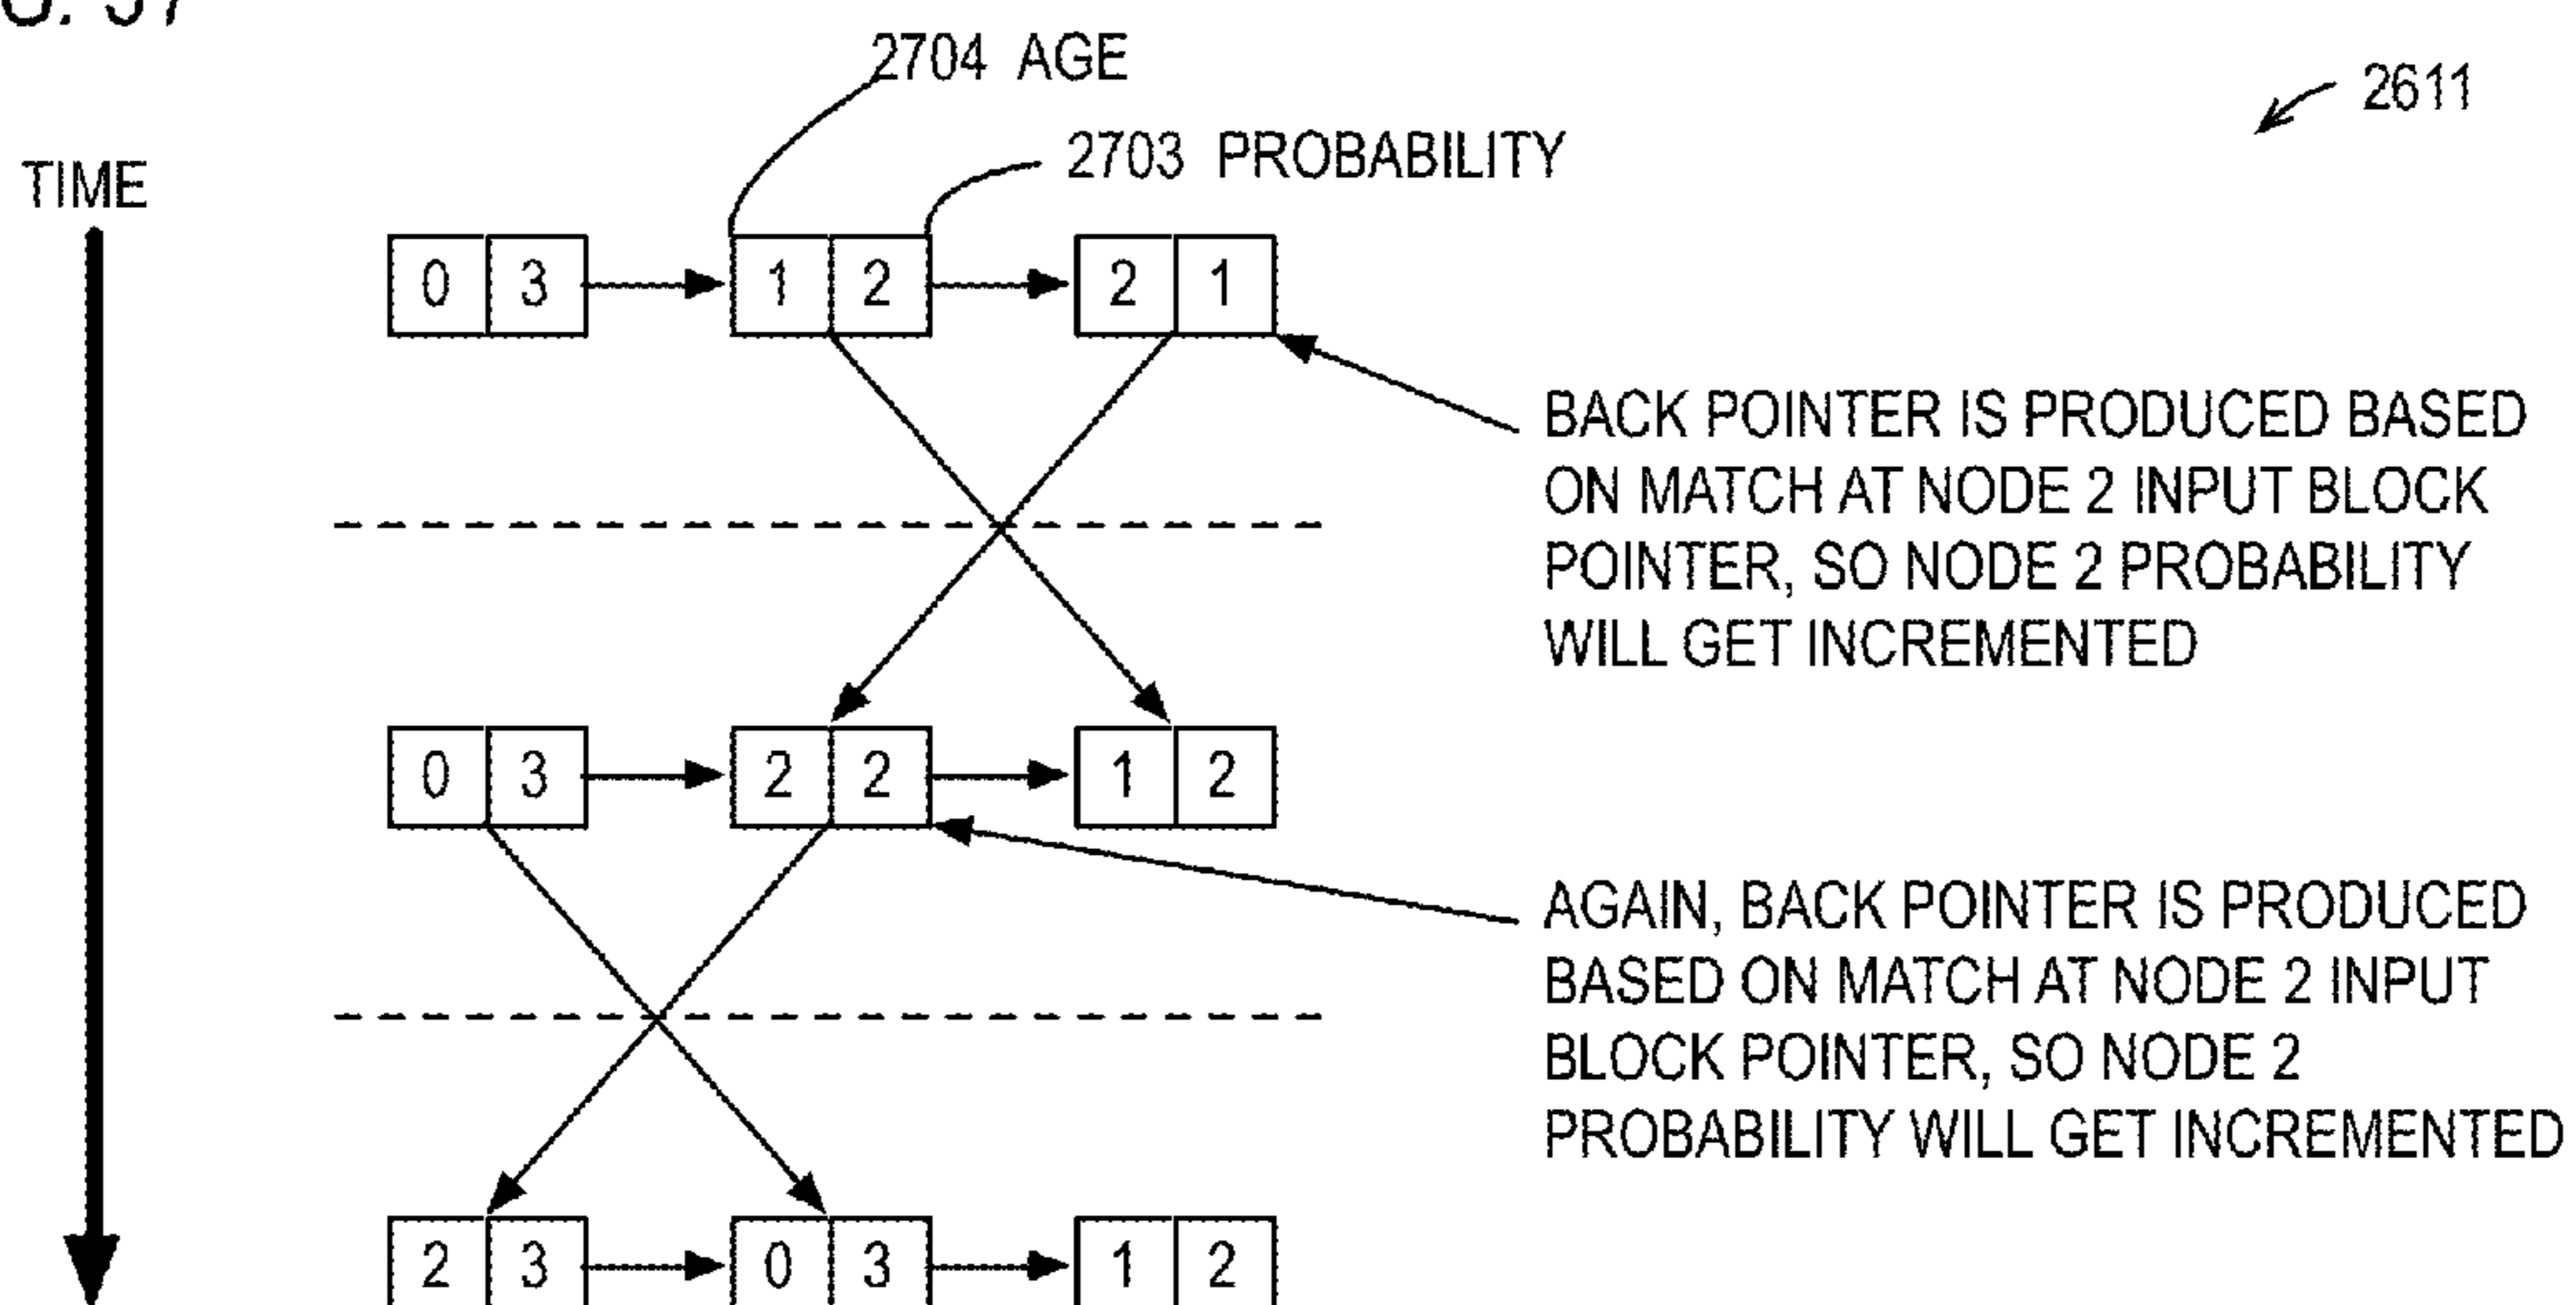 2704 AGE
2611
2703 PROBABILITY
TIME
0 3 1 2 2 1
BACK POINTER IS PRODUCED BASED
ON MATCH AT NODE 2 INPUT BLOCK
POINTER, SO NODE 2 PROBABILITY
WILL GET INCREMENTED
0 3 2 2 1 2
AGAIN, BACK POINTER IS PRODUCED
BASED ON MATCH AT NODE 2 INPUT
BLOCK POINTER, SO NODE 2
PROBABILITY WILL GET INCREMENTED
2 3 0 3 1 2